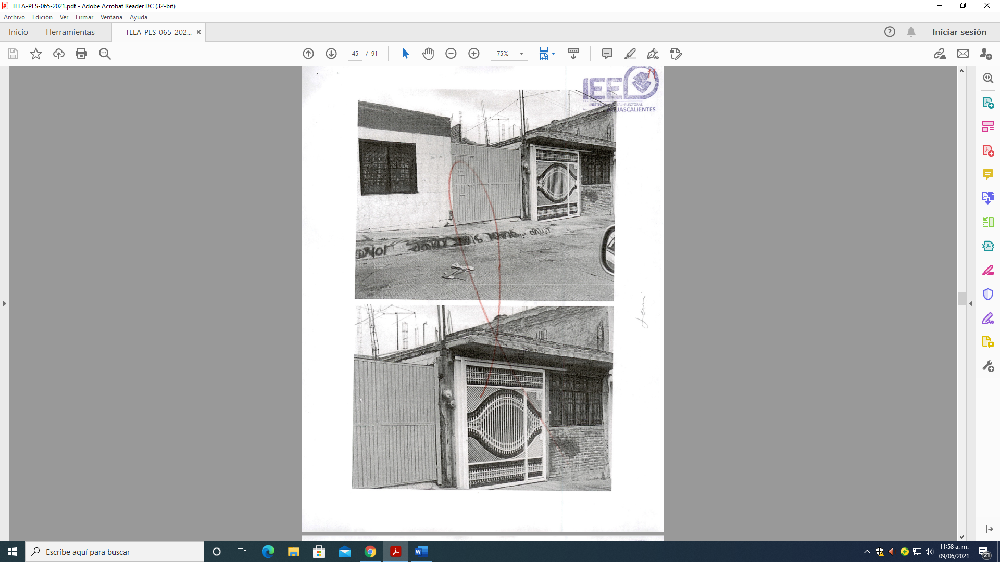 TEEA-PES-065-2021.pdf - Adobe Acrobat Reader DC (32-bit)
Archivo Edición Ver Firmar Ventana Ayuda
Inicio Herramientas TEEA-PES-065-202... × Iniciar sesión
45 / 91 75%
IEE
AGUASCALIENTES
Escribe aquí para buscar
11:58 a. m.
09/06/2021
21